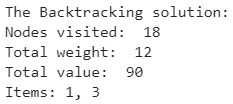 The Backtracking solution:
Nodes visited:  18
Total weight:  12
Total value:  90
Items: 1, 3